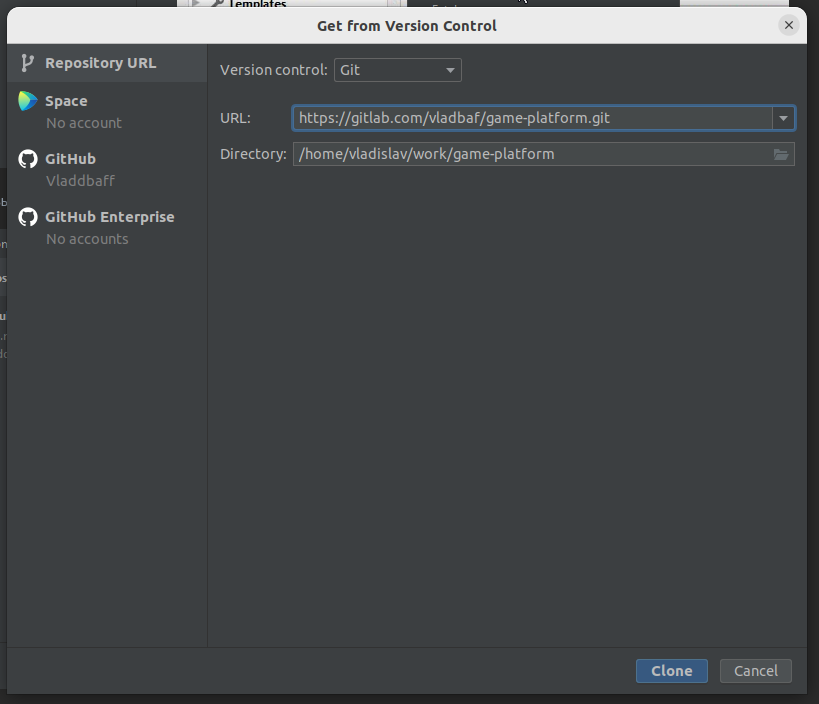 Templates
Get from Version Control
Repository URL
Space
No account
GitHub
Vladdbaff
GitHub Enterprise
No accounts
Version control: Git
URL: https://gitlab.com/vladbaf/game-platform.git
Directory: /home/vladislav/work/game-platform
Clone
Cancel